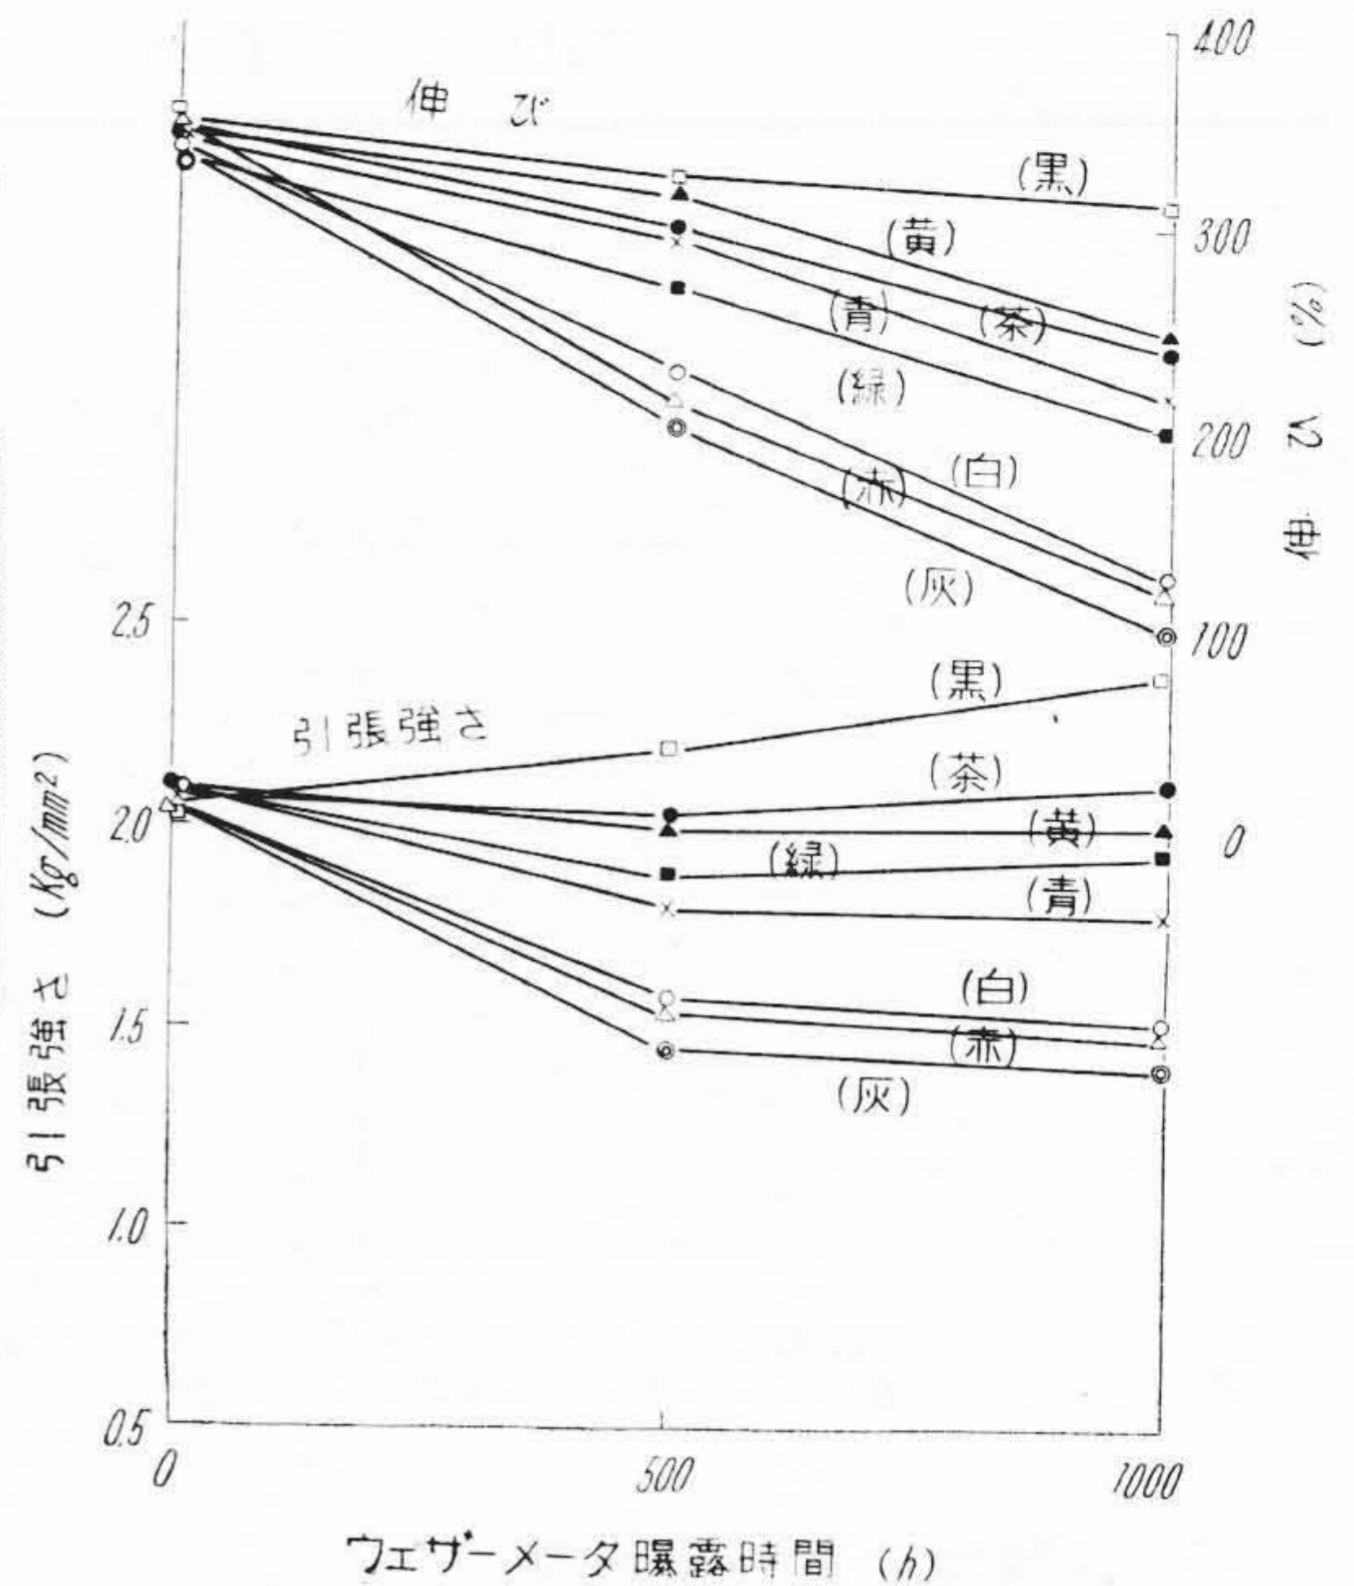 400
伸び
(黒)
(黄)
300
(青)
(茶)
(緑)
200
(白)
(赤)
(灰)
2.5
100
(黒)
引張強さ
(茶)
2.0
(黄)
0
(緑)
(青)
(白)
1.5
(赤)
(灰)
1.0
0.5
0
500
1000
引張強さ (Kg/mm²)
伸び (%)
ウェザーメータ曝露時間 (h)